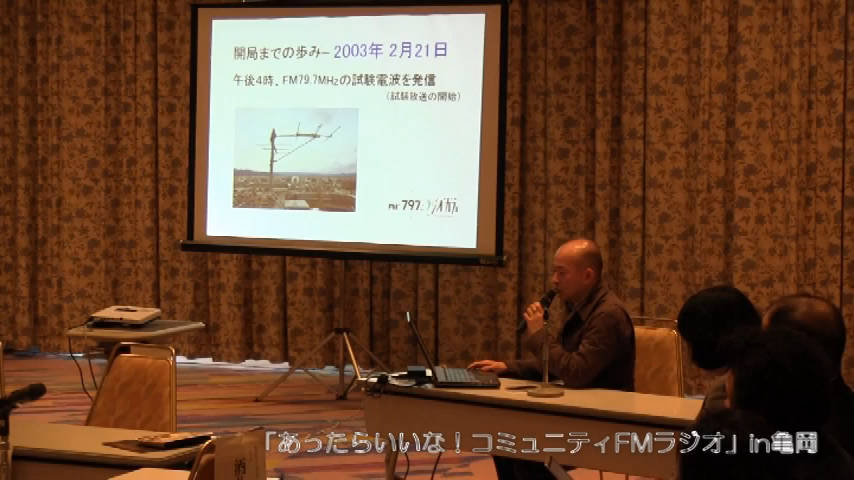 開局までの歩みー 2003年 2月21日
午後4時、FM79.7MHzの試験電波を発信
(試験放送の開始)
797
「あったらいいな!コミュニティFMラジオ」in亀岡